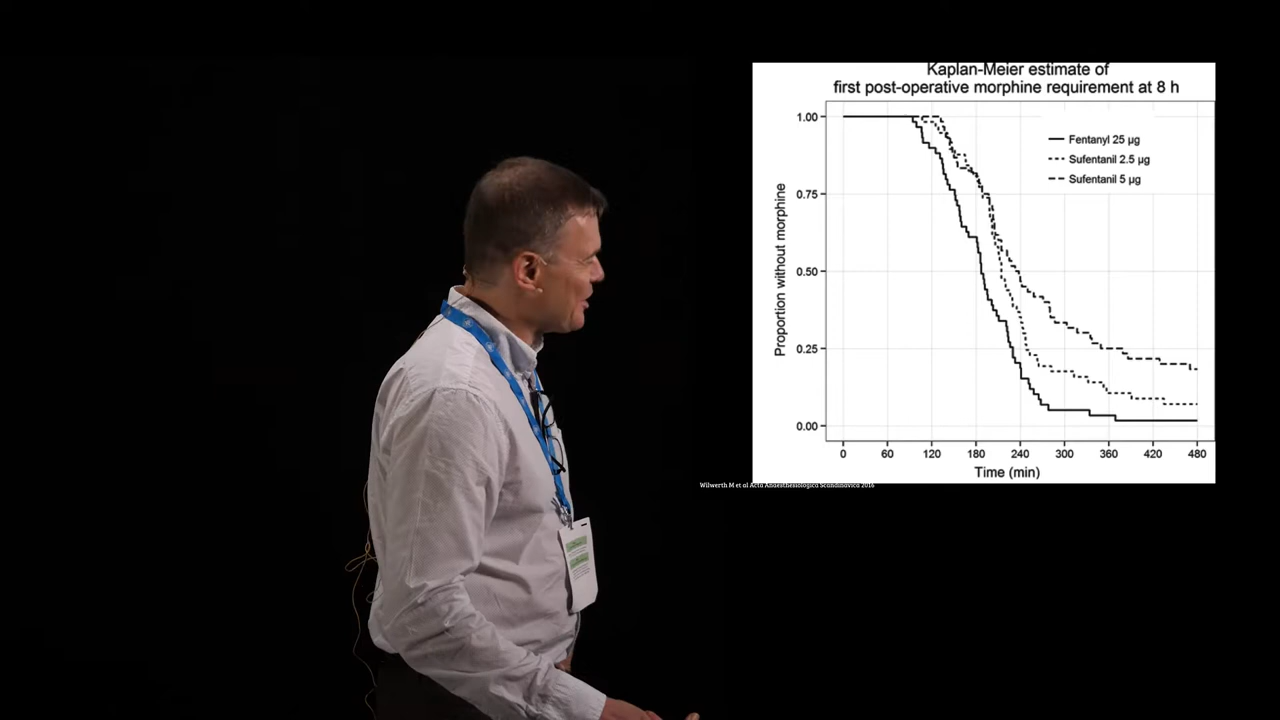 Kaplan-Meier estimate of
first post-operative morphine requirement at 8 h
Fentanyl 25 µg
Sufentanil 2.5 µg
Sufentanil 5 µg
Proportion without morphine
1.00
0.75
0.50
0.25
0.00
0 60 120 180 240 300 360 420 480
Time (min)
Wilwerth M et al Acta Anaesthesiologica Scandinavica 2016